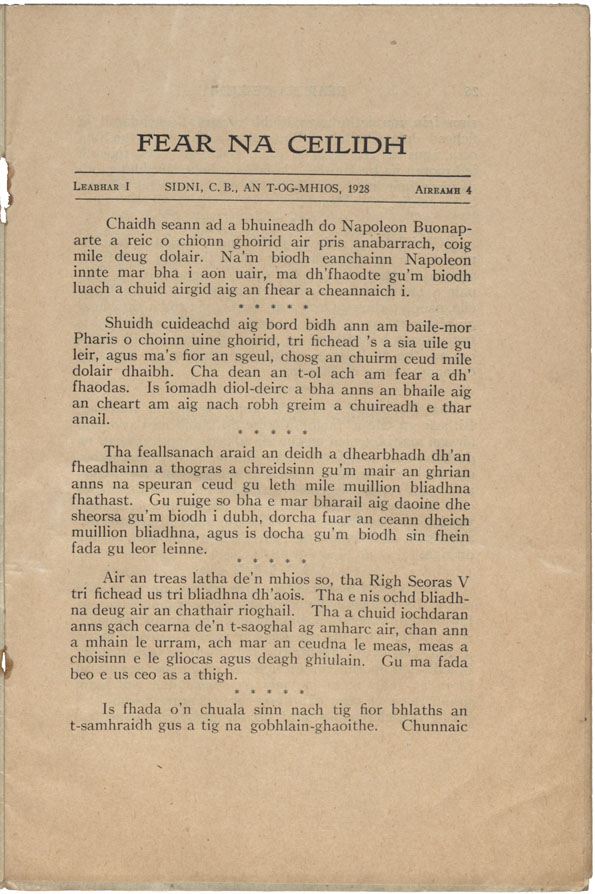 FEAR NA CEILIDH
LEABHAR I SIDNI, C. B., AN T-OG-MHIOS, 1928 AIREAMH 4
Chaidh seann ad a bhuineadh do Napoleon Buonap-
arte a reic o chionn ghoirid air pris anabarrach, coig
mile deug dolair. Na'm biodh eanchainn Napoleon
innte mar bha i aon uair, ma dh'fhaodte gu'm biodh
luach a chuid airgid aig an fhear a cheannaich i.
* * * * *
Shuidh cuideachd aig bord bidh ann am baile-mor
Pharis o choinn uine ghoirid, tri fichead 's a sia uile gu
leir, agus ma's fior an sgeul, chosg an chuirm ceud mile
dolair dhaibh. Cha dean an t-ol ach am fear a dh'
fhaodas. Is iomadh diol-deirc a bha anns an bhaile aig
an cheart am aig nach robh greim a chuireadh e thar
anail.
* * * * *
Tha feallsanach araid an deidh a dhearbhadh dh'an
fheadhainn a thogras a chreidsinn gu'm mair an ghrian
anns na speuran ceud gu leth mile muillion bliadhna
fhathast. Gu ruige so bha e mar bharail aig daoine dhe
sheorsa gu'm biodh i dubh, dorcha fuar an ceann dheich
muillion bliadhna, agus is docha gu'm biodh sin fhein
fada gu leor leinne.
* * * * *
Air an treas latha de'n mhios so, tha Righ Seoras V
tri fichead us tri bliadhna dh'aois. Tha e nis ochd bliadh-
na deug air an chathair rioghail. Tha a chuid iochdaran
anns gach cearna de'n t-saoghal ag amharc air, chan ann
a mhain le urram, ach mar an ceudna le meas, meas a
choisinn e le gliocas agus deagh ghiulain. Gu ma fada
beo e us ceo as a thigh.
* * * * *
Is fhada o'n chuala sinn nach tig fior bhlaths an
t-samhraidh gus a tig na gobhlain-ghaoithe. Chunnaic